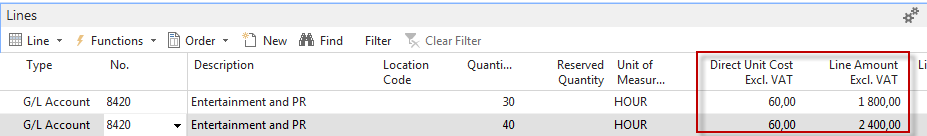 Lines
Line Functions Order New Find Filter Clear Filter
Type No. Description Location Code Quanti... Reserved Quantity Unit of Measur... Direct Unit Cost Excl. VAT Line Amount Excl. VAT Li
G/L Account 8420 Entertainment and PR 30 HOUR 60,00 1 800,00
G/L Account 8420 Entertainment and PR 40 HOUR 60,00 2 400,00